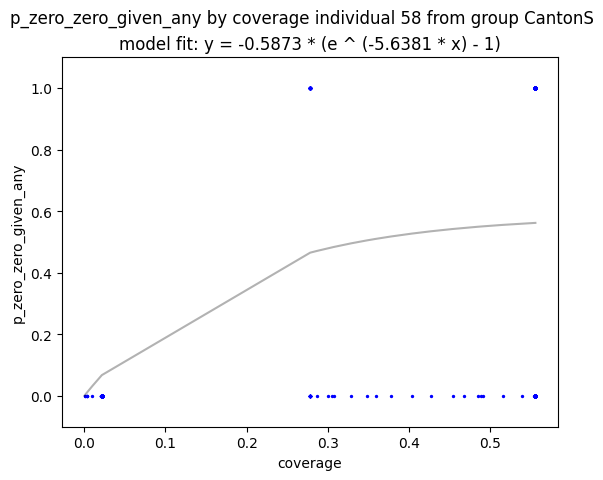 p_zero_zero_given_any by coverage individual 58 from group CantonS
model fit: y = -0.5873 * (e ^ (-5.6381 * x) - 1)
p_zero_zero_given_any
1.0
0.8
0.6
0.4
0.2
0.0
0.0 0.1 0.2 0.3 0.4 0.5
coverage